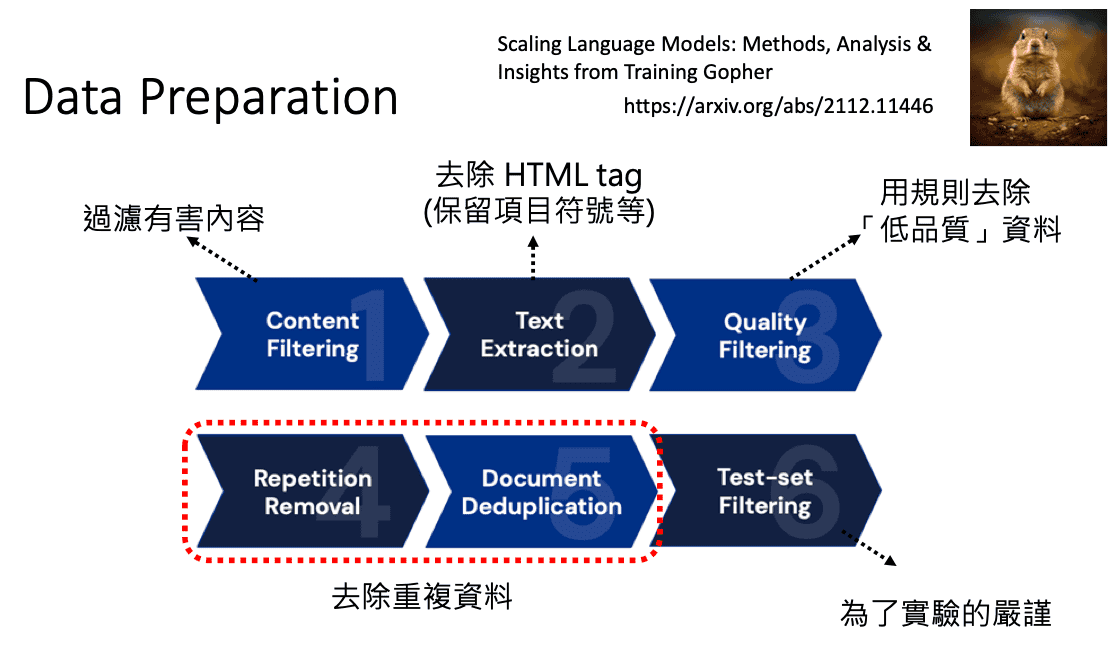 Scaling Language Models: Methods, Analysis &
Insights from Training Gopher
https://arxiv.org/abs/2112.11446
Data Preparation
過濾有害內容
去除 HTML tag
(保留項目符號等)
用規則去除
「低品質」資料
1
Content
Filtering
2
Text
Extraction
3
Quality
Filtering
4
Repetition
Removal
5
Document
Deduplication
6
Test-set
Filtering
去除重複資料
為了實驗的嚴謹